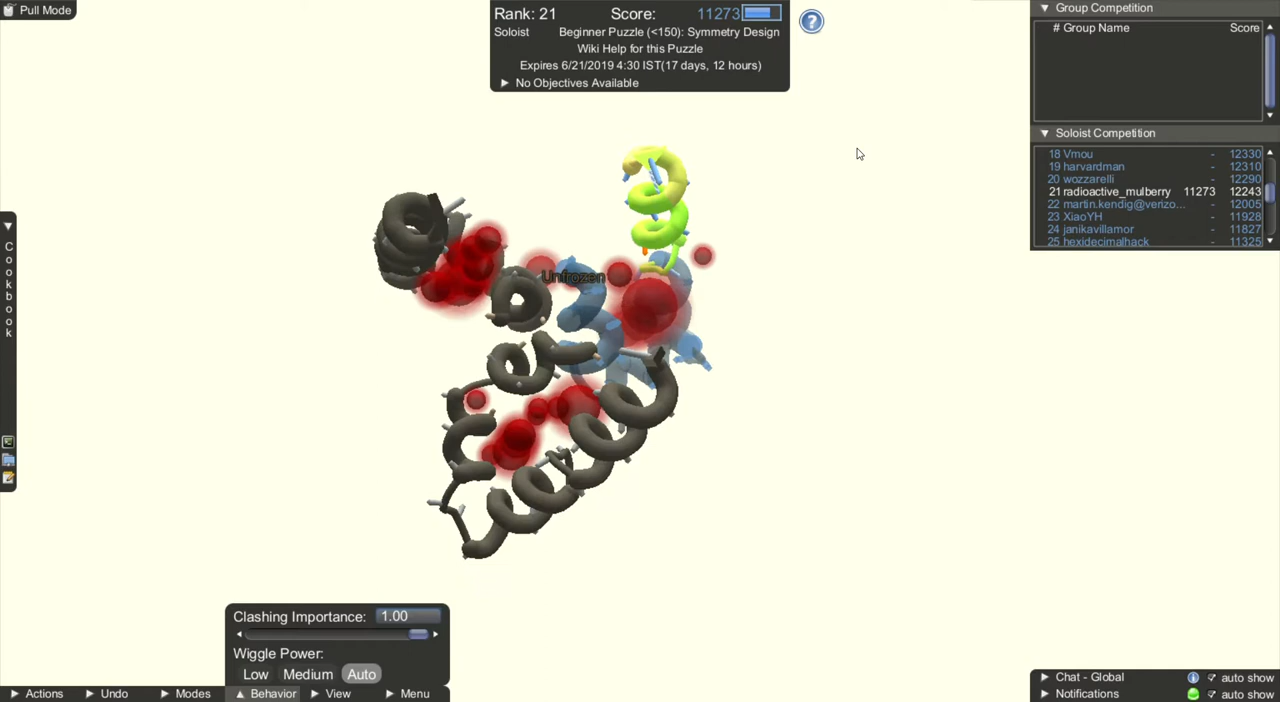 Pull Mode
Rank: 21 Score: 11273
Soloist Beginner Puzzle (<150): Symmetry Design
Wiki Help for this Puzzle
Expires 6/21/2019 4:30 IST(17 days, 12 hours)
No Objectives Available
?
Group Competition
# Group Name Score
Soloist Competition
18 Vmou - 12330
19 harvardman - 12310
20 wozzarelli - 12290
21 radioactive_mulberry 11273 12243
22 martin.kendig@verizo... - 12005
23 XiaoYH - 11928
24 janikavillamor - 11827
25 hexidecimalhack - 11325
Cookbook
Unfrozen
Clashing Importance: 1.00
Wiggle Power:
Low Medium Auto
Actions Undo Modes Behavior View Menu
Chat - Global auto show
Notifications auto show